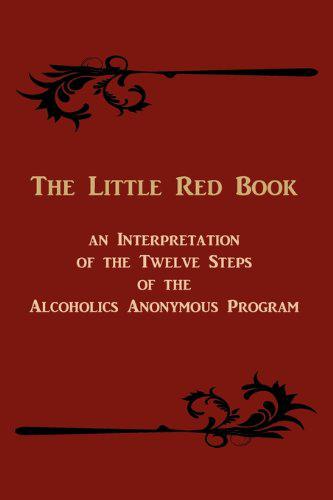 The Little Red Book
an Interpretation
of the Twelve Steps
of the
Alcoholics Anonymous Program